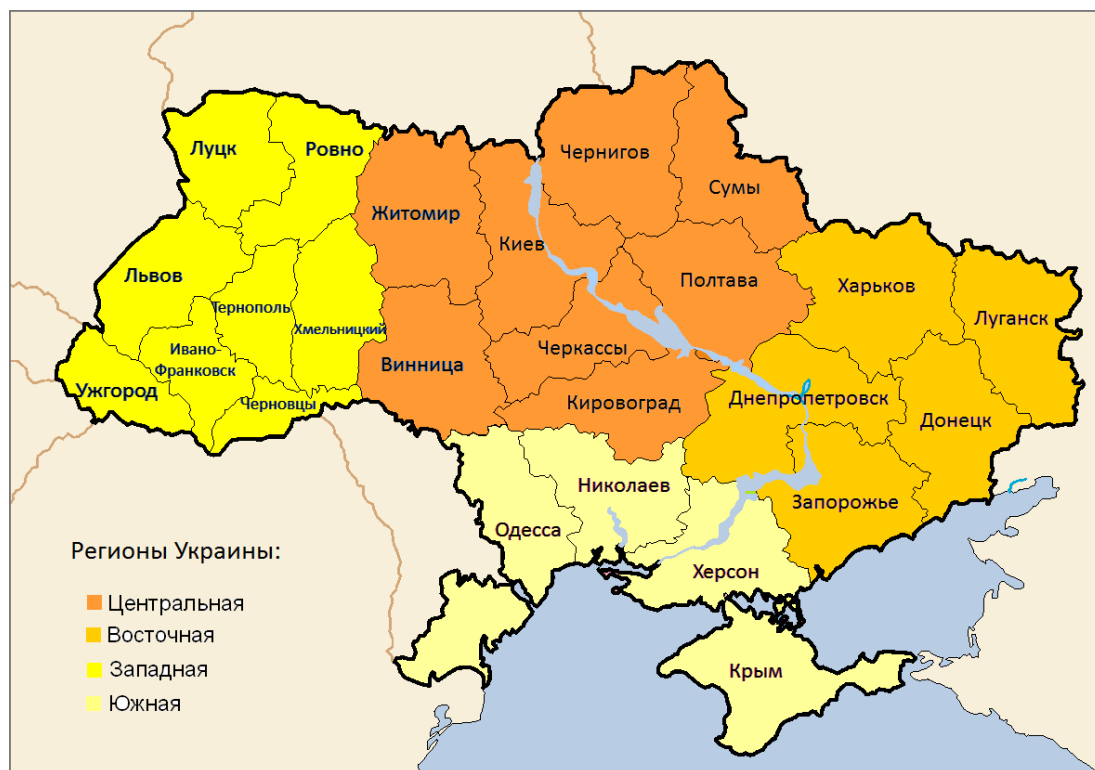 Луцк
Ровно
Житомир
Киев
Чернигов
Сумы
Львов
Тернополь
Хмельницкий
Ивано-
Франковск
Ужгород
Черновцы
Винница
Черкассы
Кировоград
Полтава
Харьков
Луганск
Днепропетровск
Донецк
Запорожье
Николаев
Одесса
Херсон
Крым
Регионы Украины:
Центральная
Восточная
Западная
Южная